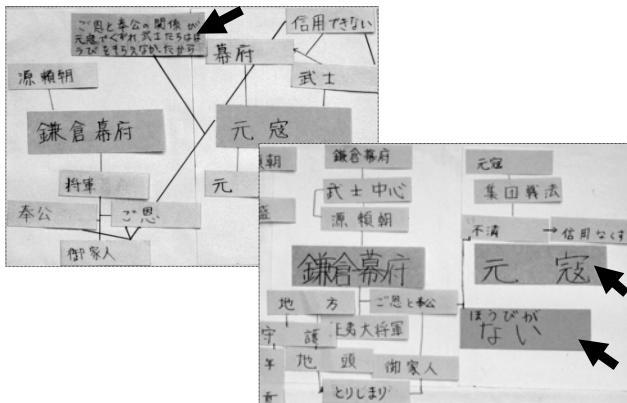 ご恩と奉公の関係が
元寇でくずれ武士たちはほ
うびをもらえなかったから
信用できない
幕府
武士
源頼朝
鎌倉幕府
元寇
将軍
元
奉公
ご恩
御家人
頼朝
鎌倉幕府
元寇
武士中心
集団戦法
源頼朝
不満
→信用なくす
鎌倉幕府
元寇
地方
ご恩と奉公
ほうびが
ない
守護
征夷大将軍
地頭
御家人
とりしまり